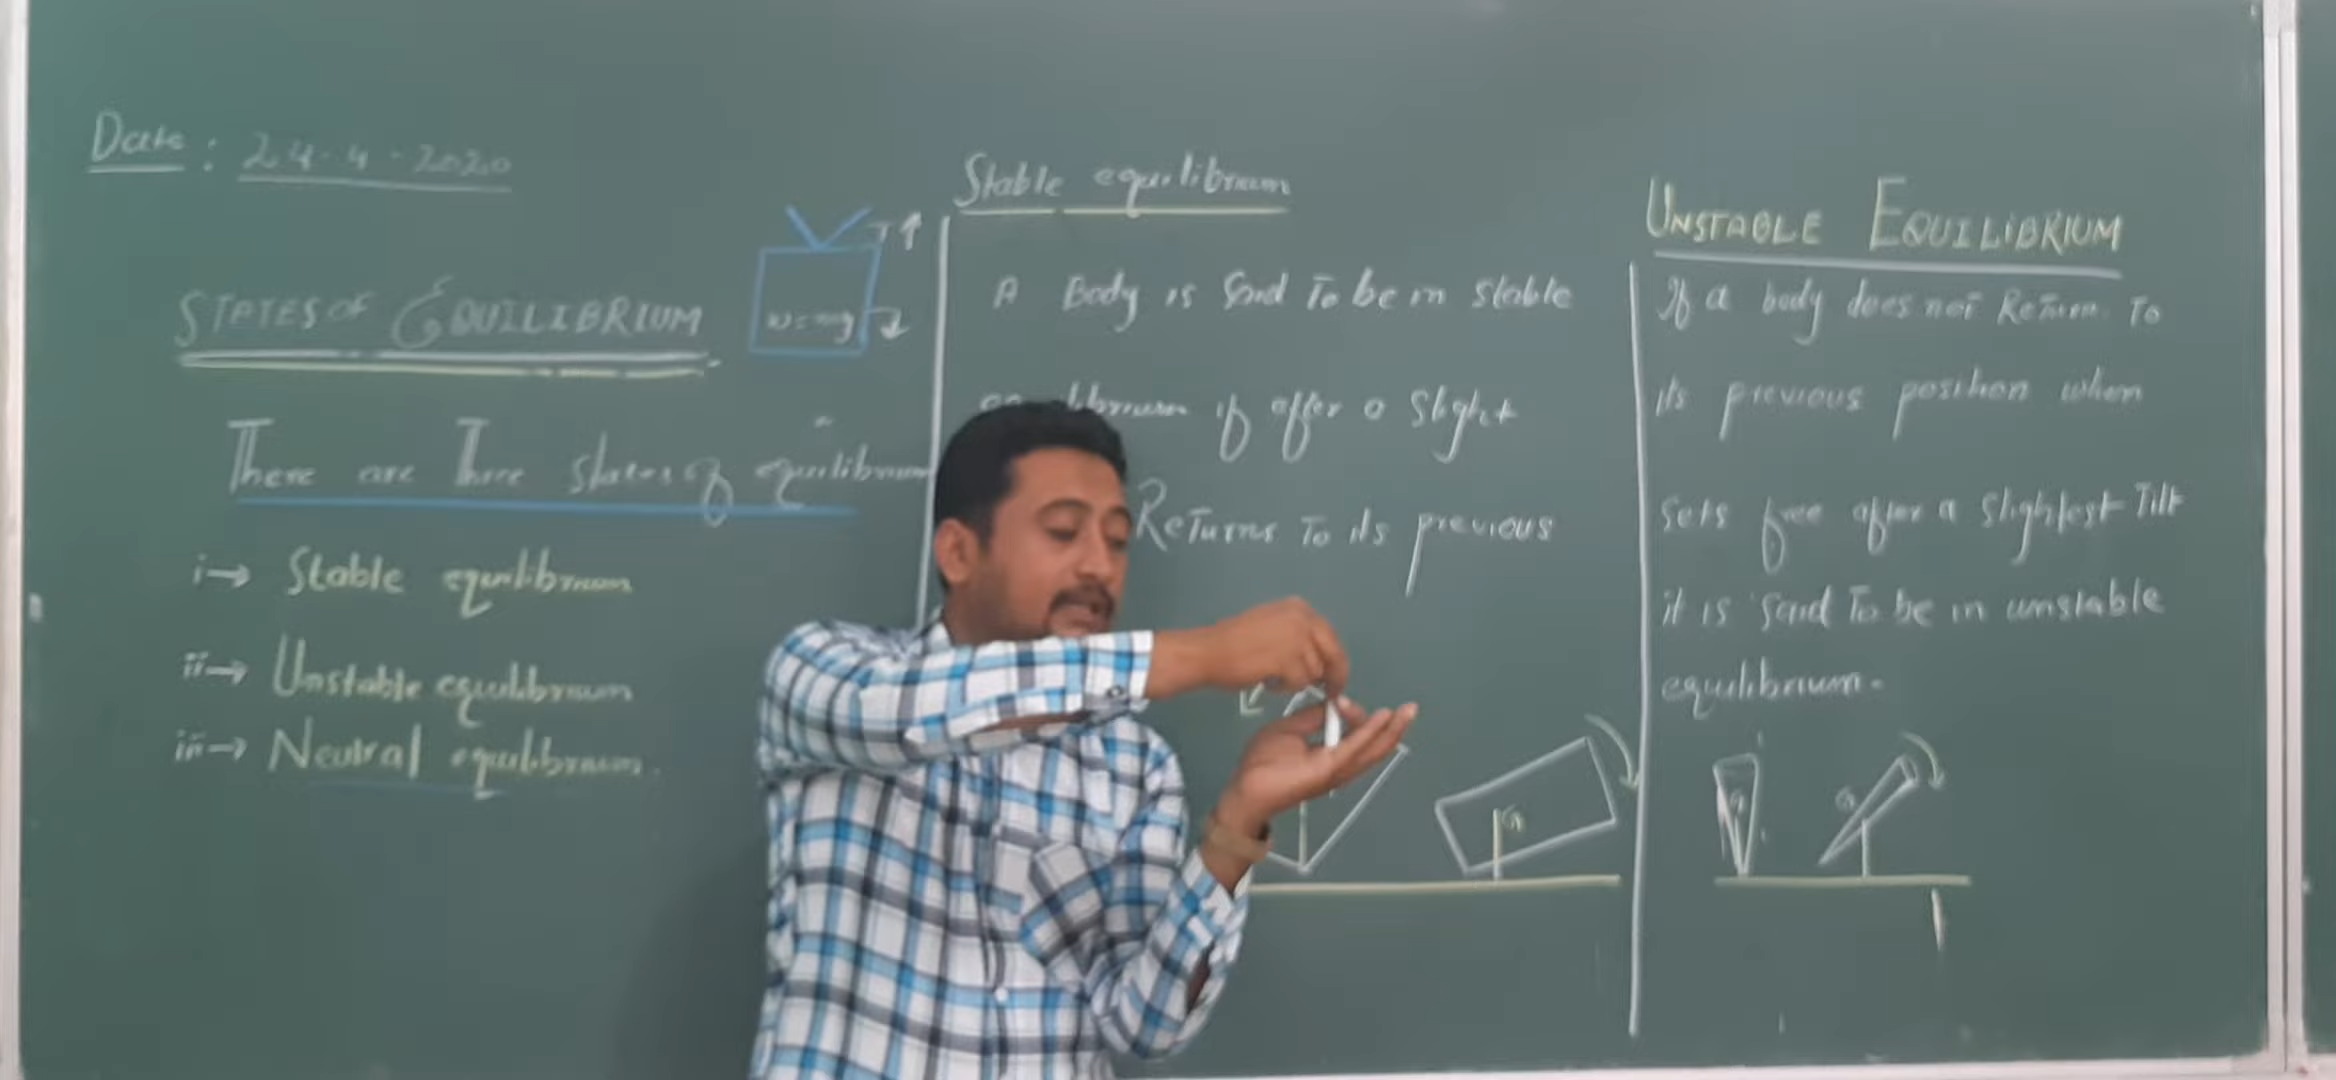 Date: 24-4-2020
STATES OF EQUILIBRIUM
T
w=mg
There are Three states of equilibrium
i→ Stable equilibrium
ii→ Unstable equilibrium
iii→ Neutral equilibrium.
Stable equilibrium
A Body is Said To be in stable
if after a Slight
Returns To its previous
G
UNSTABLE EQUILIBRIUM
If a body does not Return To
its previous position when
sets free after a slightest Tilt
it is Said To be in unstable
equilibrium.
G
G